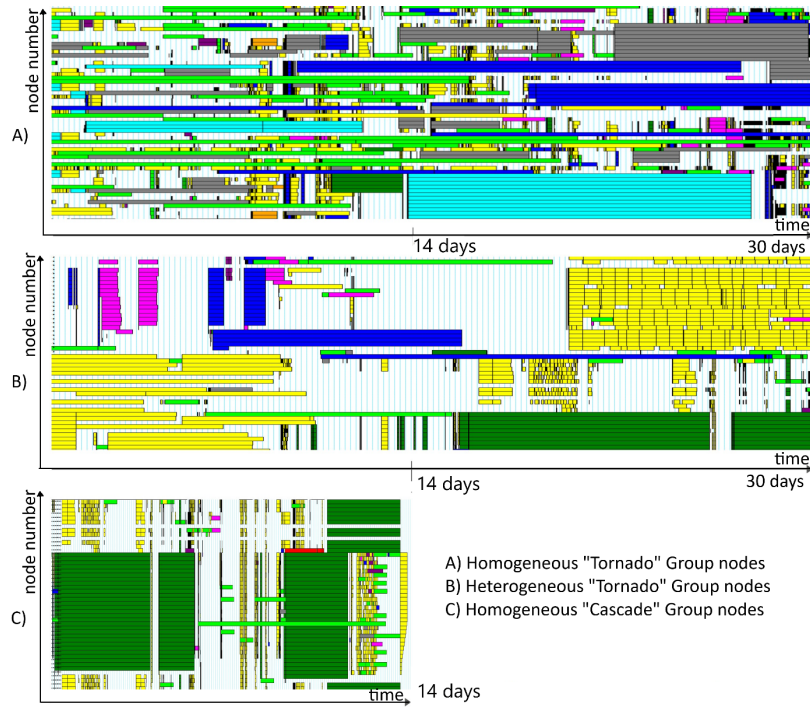 node number
A)
time
14 days
30 days
node number
B)
time
14 days
30 days
node number
C)
time
14 days
A) Homogeneous "Tornado" Group nodes
B) Heterogeneous "Tornado" Group nodes
C) Homogeneous "Cascade" Group nodes